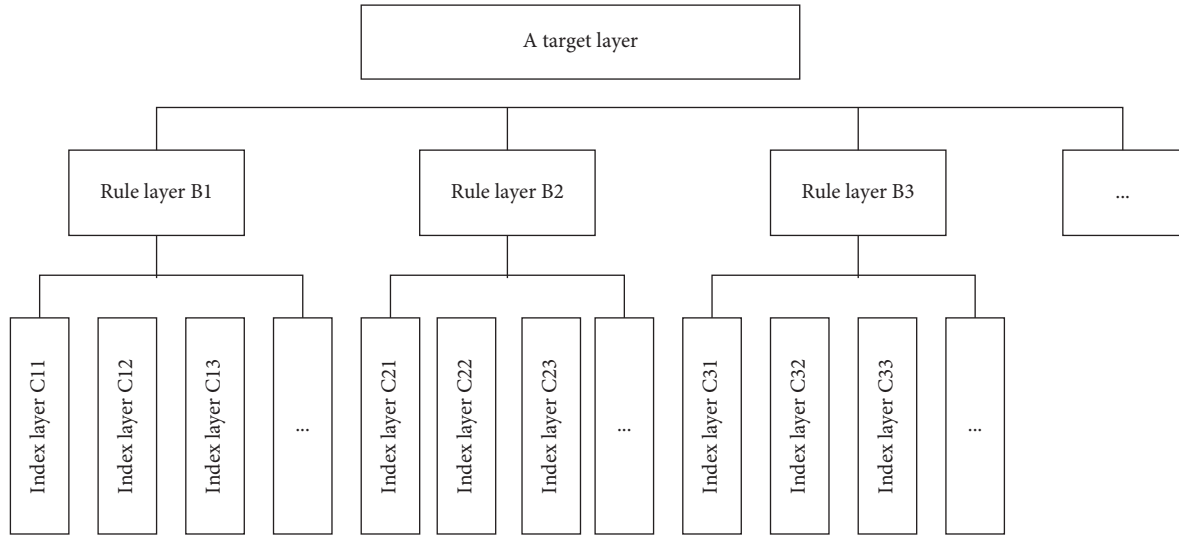 A target layer
Rule layer B1
Rule layer B2
Rule layer B3
...
Index layer C11
Index layer C12
Index layer C13
...
Index layer C21
Index layer C22
Index layer C23
...
Index layer C31
Index layer C32
Index layer C33
...